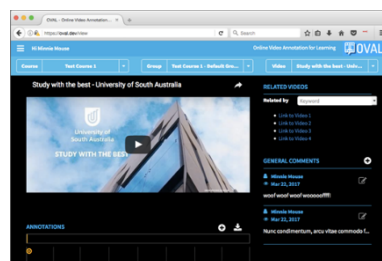 OVAL - Online Video Annotation...
https://oval.dev/view
Search
Hi Minnie Mouse
Online Video Annotation for Learning
OVAL
Course
Test Course 1
Group
Test Course 1 - Default Gro...
Video
Study with the best - Univ...
Study with the best - University of South Australia
University of
South Australia
STUDY WITH THE BEST
ANNOTATIONS
RELATED VIDEOS
Related by
Keyword
Link to Video 1
Link to Video 2
Link to Video 3
Link to Video 4
GENERAL COMMENTS
Minnie Mouse
Mar 22, 2017
woof woof woof wooooof!!!!
Minnie Mouse
Mar 22, 2017
Nunc condimentum, arcu vitae commodo f...